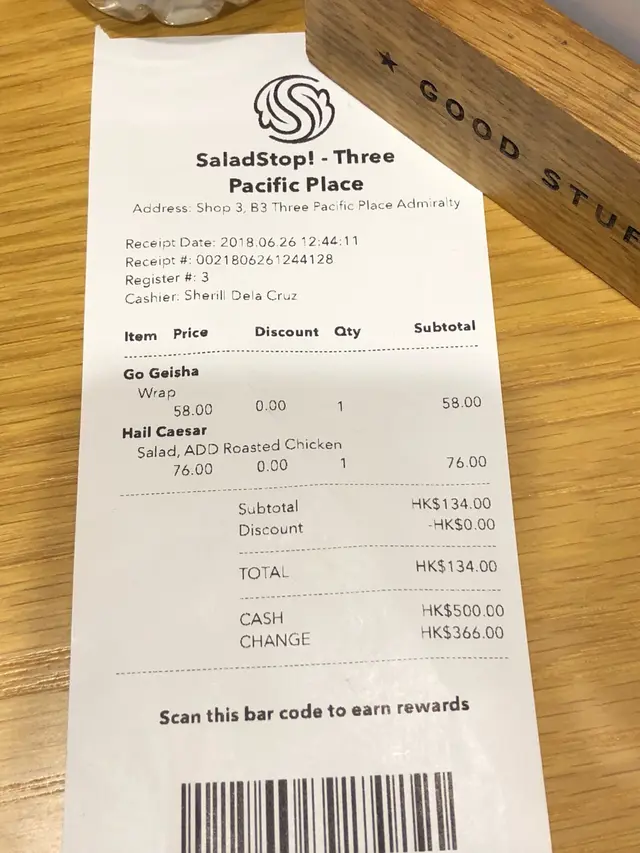 ★ GOOD STUF
SaladStop! - Three
Pacific Place
Address: Shop 3, B3 Three Pacific Place Admiralty
Receipt Date: 2018.06.26 12:44:11
Receipt #: 0021806261244128
Register #: 3
Cashier: Sherill Dela Cruz
Item Price Discount Qty Subtotal
Go Geisha
Wrap
58.00 0.00 1 58.00
Hail Caesar
Salad, ADD Roasted Chicken
76.00 0.00 1 76.00
Subtotal HK$134.00
Discount -HK$0.00
TOTAL HK$134.00
CASH HK$500.00
CHANGE HK$366.00
Scan this bar code to earn rewards